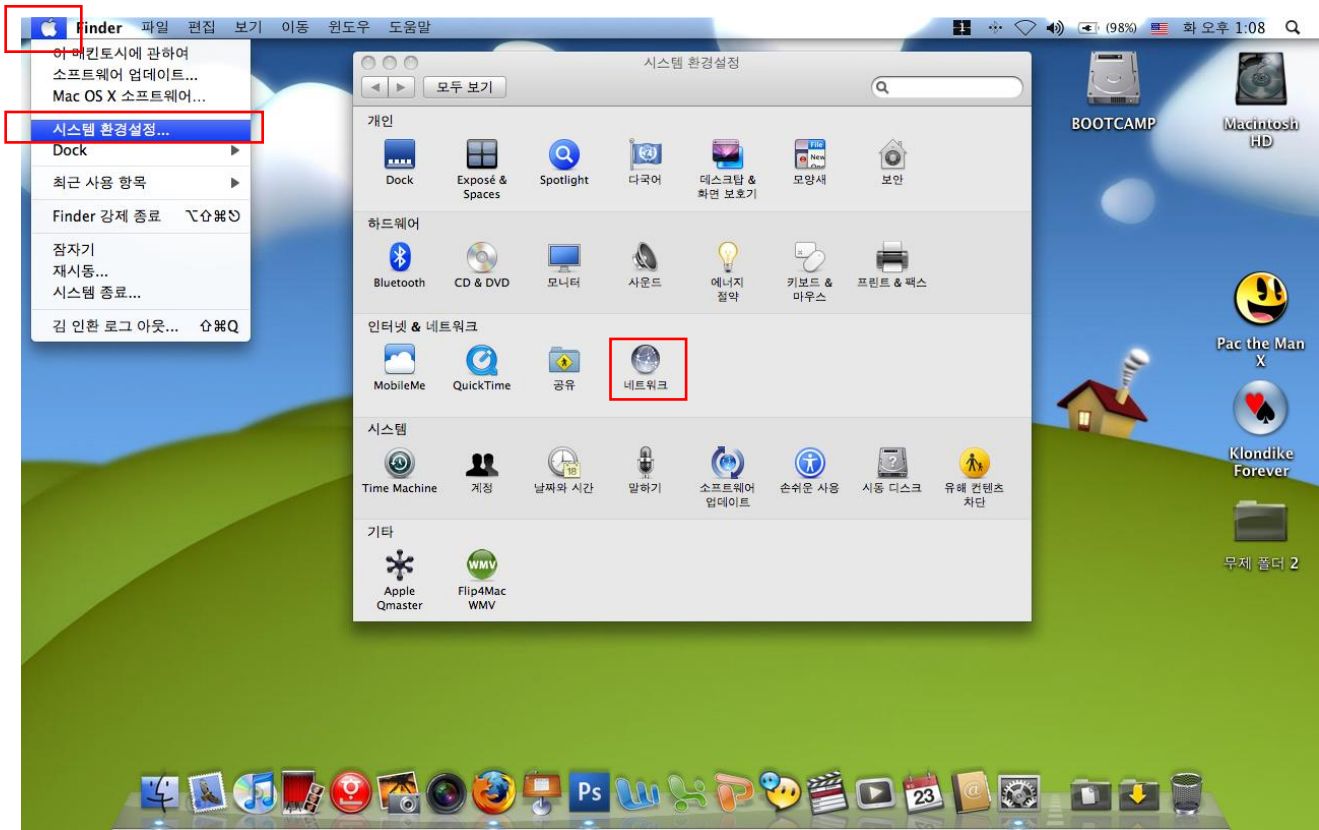 Finder 파일 편집 보기 이동 윈도우 도움말
1 (98%) 화 오후 1:08
이 매킨토시에 관하여
소프트웨어 업데이트...
Mac OS X 소프트웨어...
시스템 환경설정...
Dock
최근 사용 항목
Finder 강제 종료 ⌥⇧⌘⎋
잠자기
재시동...
시스템 종료...
김 인환 로그 아웃... ⇧⌘Q
시스템 환경설정
모두 보기
개인
Dock
Exposé &
Spaces
Spotlight
다국어
데스크탑 &
화면 보호기
File
New
모양새
보안
하드웨어
Bluetooth
CD & DVD
모니터
사운드
에너지
절약
키보드 &
마우스
프린트 & 팩스
인터넷 & 네트워크
MobileMe
QuickTime
공유
네트워크
시스템
Time Machine
계정
18
날짜와 시간
말하기
소프트웨어
업데이트
손쉬운 사용
?
시동 디스크
유해 컨텐츠
차단
기타
Apple
Qmaster
WMV
Flip4Mac
WMV
BOOTCAMP
Macintosh
HD
Pac the Man
X
Klondike
Forever
무제 폴더 2
Ps
23
@